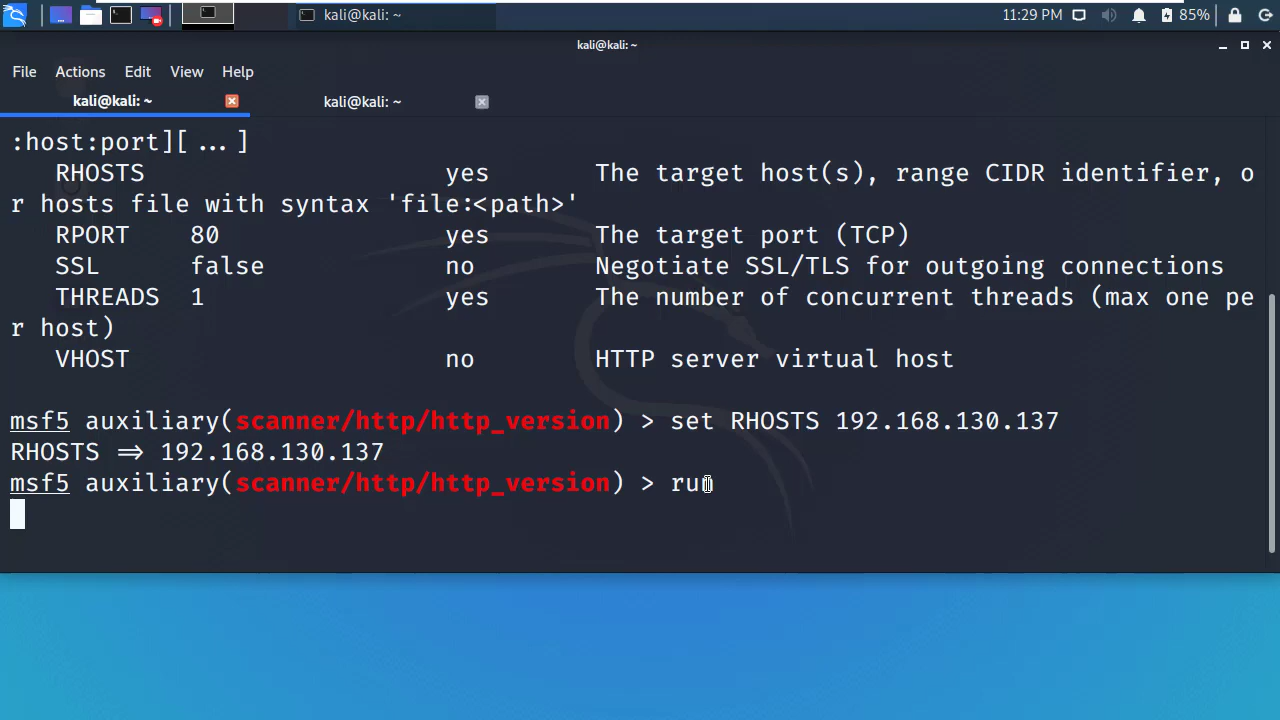 kali@kali: ~ 11:29 PM 85%
kali@kali: ~
File Actions Edit View Help
kali@kali: ~ kali@kali: ~
:host:port][ ... ]
RHOSTS yes The target host(s), range CIDR identifier, o
r hosts file with syntax 'file:<path>'
RPORT 80 yes The target port (TCP)
SSL false no Negotiate SSL/TLS for outgoing connections
THREADS 1 yes The number of concurrent threads (max one pe
r host)
VHOST no HTTP server virtual host
msf5 auxiliary(scanner/http/http_version) > set RHOSTS 192.168.130.137
RHOSTS => 192.168.130.137
msf5 auxiliary(scanner/http/http_version) > run